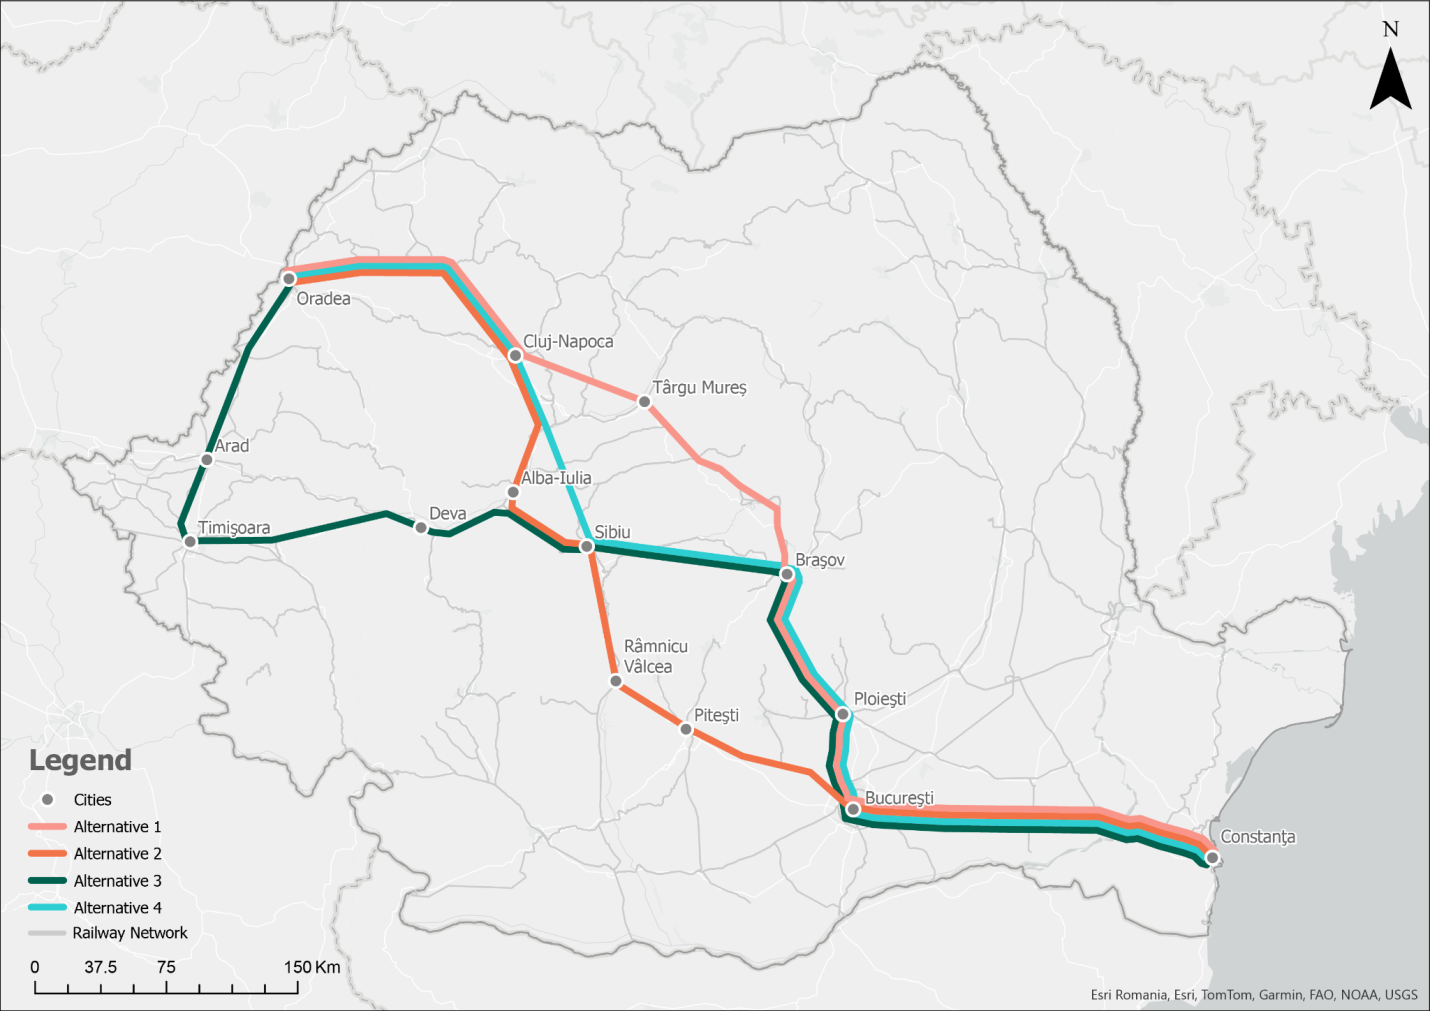 N
Oradea
Cluj-Napoca
Târgu Mureș
Arad
Alba-Iulia
Deva
Timişoara
Sibiu
Braşov
Râmnicu
Vâlcea
Ploieşti
Piteşti
Bucureşti
Constanţa
Legend
Cities
Alternative 1
Alternative 2
Alternative 3
Alternative 4
Railway Network
0 37.5 75 150 Km
Esri Romania, Esri, TomTom, Garmin, FAO, NOAA, USGS